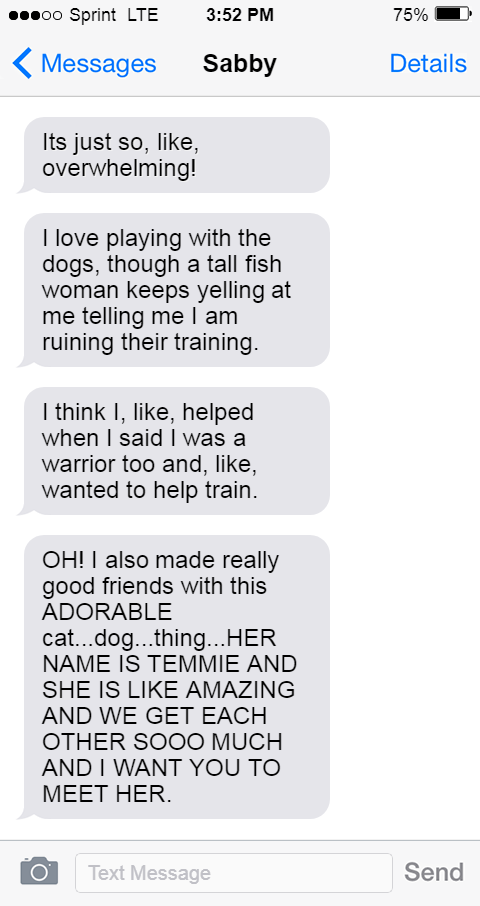 Sprint LTE 3:52 PM 75%
Messages Sabby Details
Its just so, like,
overwhelming!
I love playing with the
dogs, though a tall fish
woman keeps yelling at
me telling me I am
ruining their training.
I think I, like, helped
when I said I was a
warrior too and, like,
wanted to help train.
OH! I also made really
good friends with this
ADORABLE
cat...dog...thing...HER
NAME IS TEMMIE AND
SHE IS LIKE AMAZING
AND WE GET EACH
OTHER SOOO MUCH
AND I WANT YOU TO
MEET HER.
Text Message Send